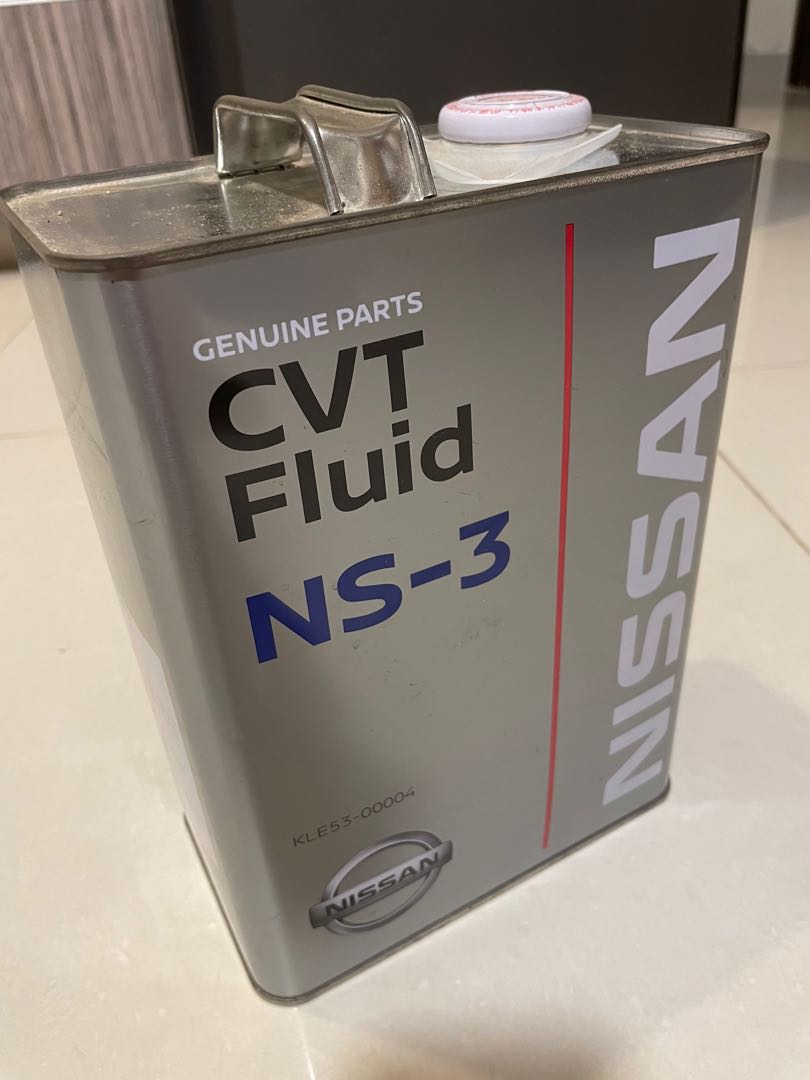 GENUINE PARTS
CVT
Fluid
NS-3
KLE53-00004
NISSAN
NISSAN